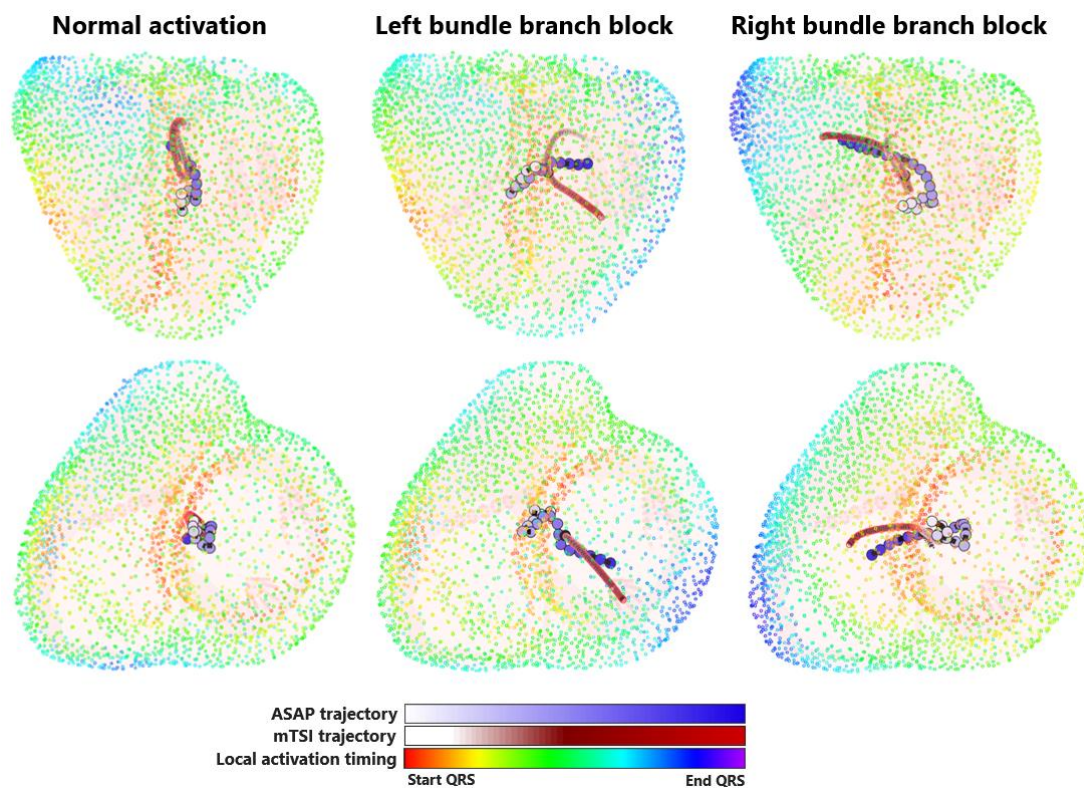 Normal activation
Left bundle branch block
Right bundle branch block
ASAP trajectory
mTSI trajectory
Local activation timing
Start QRS
End QRS